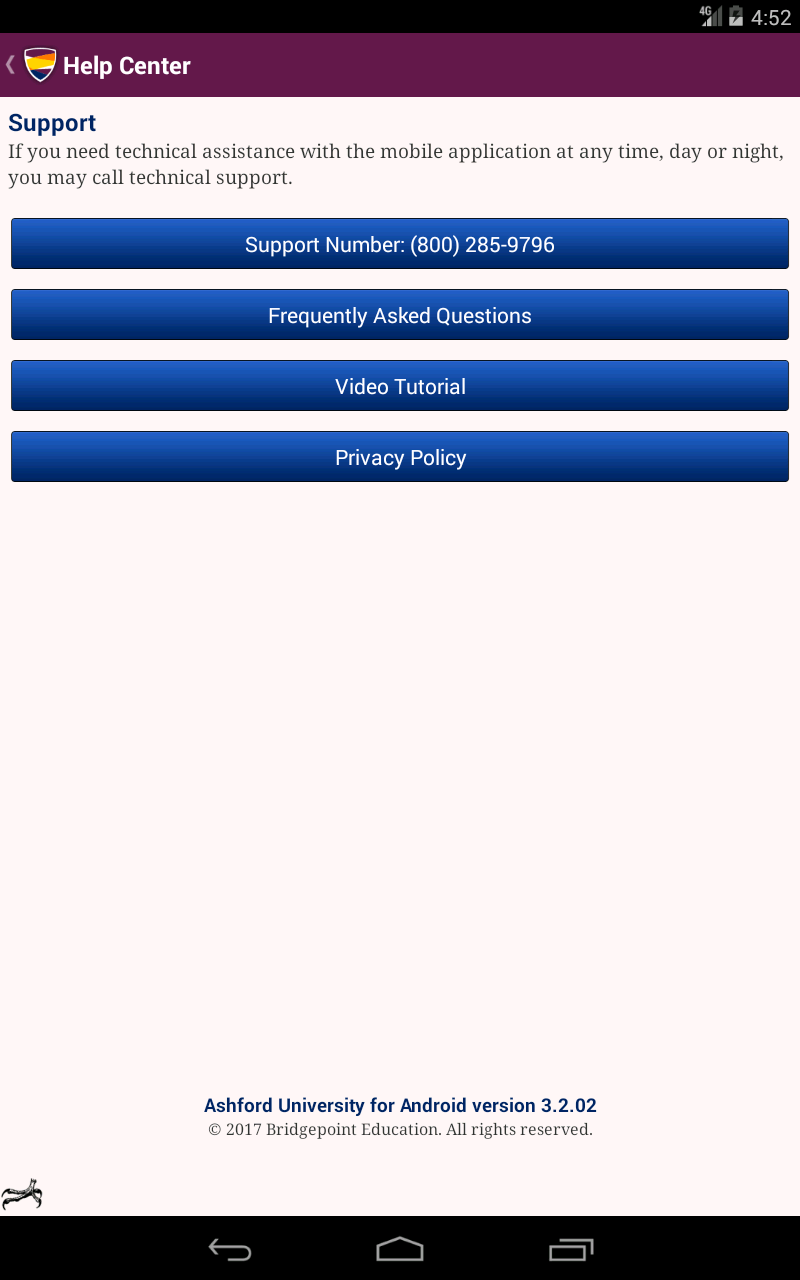 4G 4:52
Help Center
Support
If you need technical assistance with the mobile application at any time, day or night,
you may call technical support.
Support Number: (800) 285-9796
Frequently Asked Questions
Video Tutorial
Privacy Policy
Ashford University for Android version 3.2.02
© 2017 Bridgepoint Education. All rights reserved.